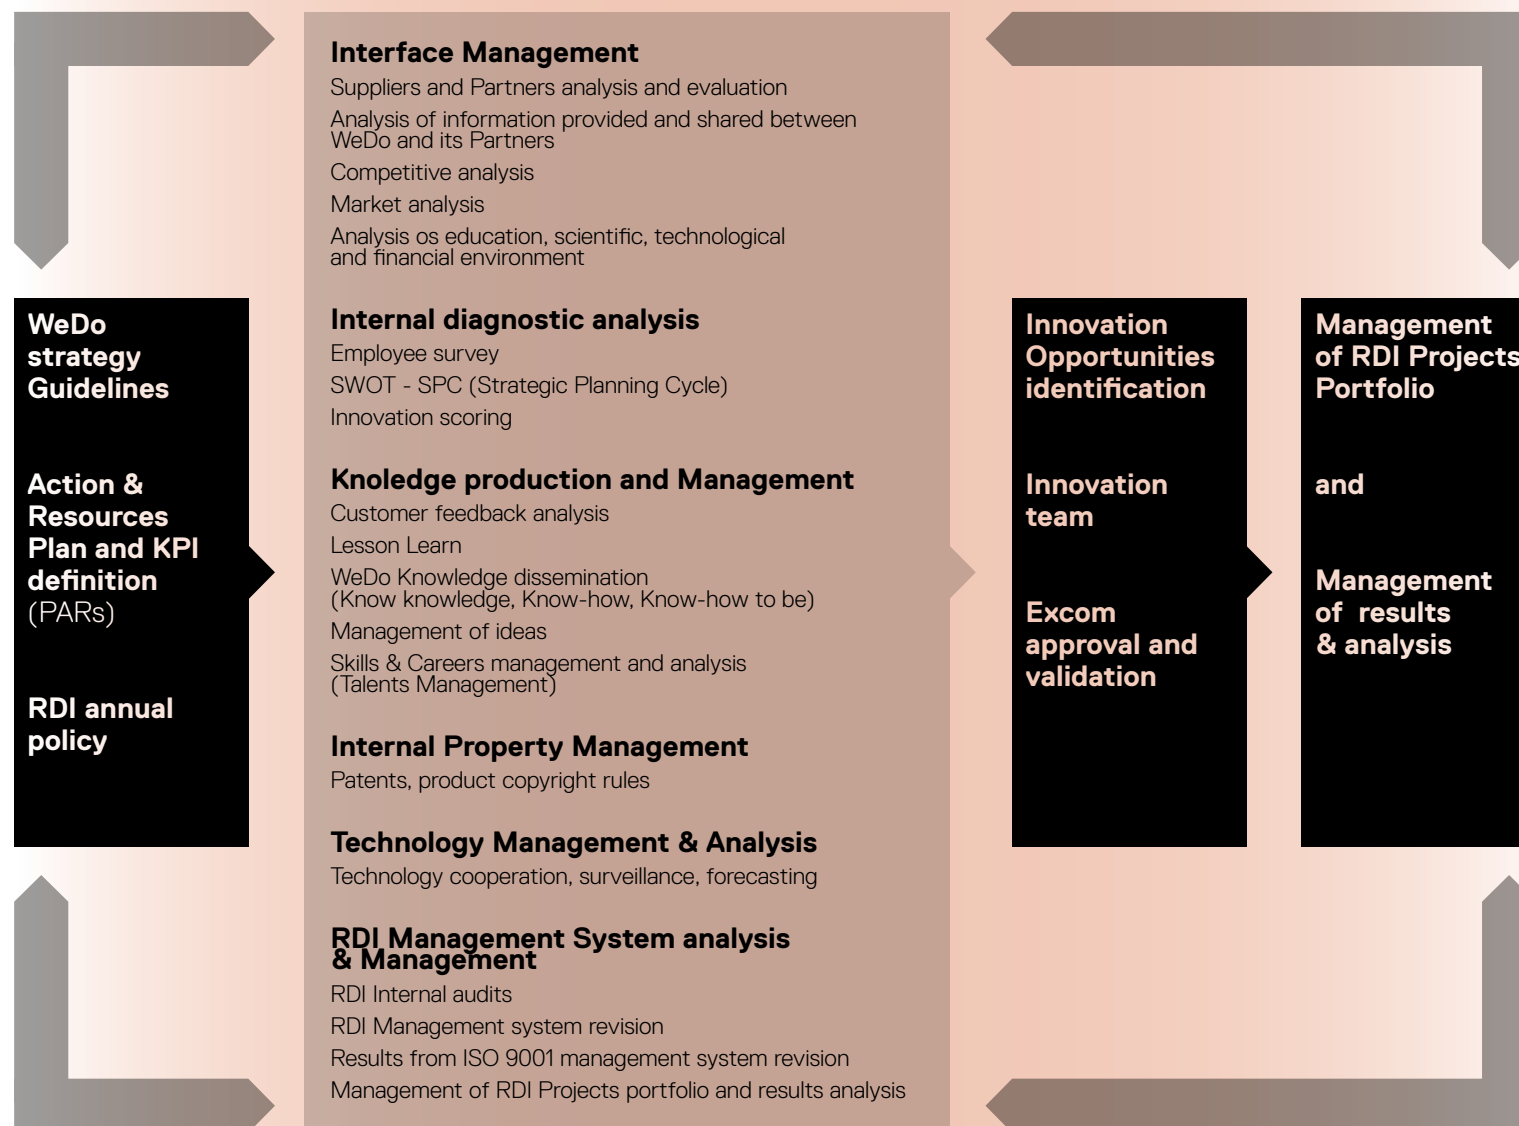 Interface Management
Suppliers and Partners analysis and evaluation
Analysis of information provided and shared between
WeDo and its Partners
Competitive analysis
Market analysis
Analysis os education, scientific, technological
and financial environment
Internal diagnostic analysis
Employee survey
SWOT - SPC (Strategic Planning Cycle)
Innovation scoring
Knoledge production and Management
Customer feedback analysis
Lesson Learn
WeDo Knowledge dissemination
(Know knowledge, Know-how, Know-how to be)
Management of ideas
Skills & Careers management and analysis
(Talents Management)
Internal Property Management
Patents, product copyright rules
Technology Management & Analysis
Technology cooperation, surveillance, forecasting
RDI Management System analysis
& Management
RDI Internal audits
RDI Management system revision
Results from ISO 9001 management system revision
Management of RDI Projects portfolio and results analysis
WeDo
strategy
Guidelines
Action &
Resources
Plan and KPI
definition
(PARs)
RDI annual
policy
Innovation
Opportunities
identification
Innovation
team
Excom
approval and
validation
Management
of RDI Projects
Portfolio
and
Management
of results
& analysis